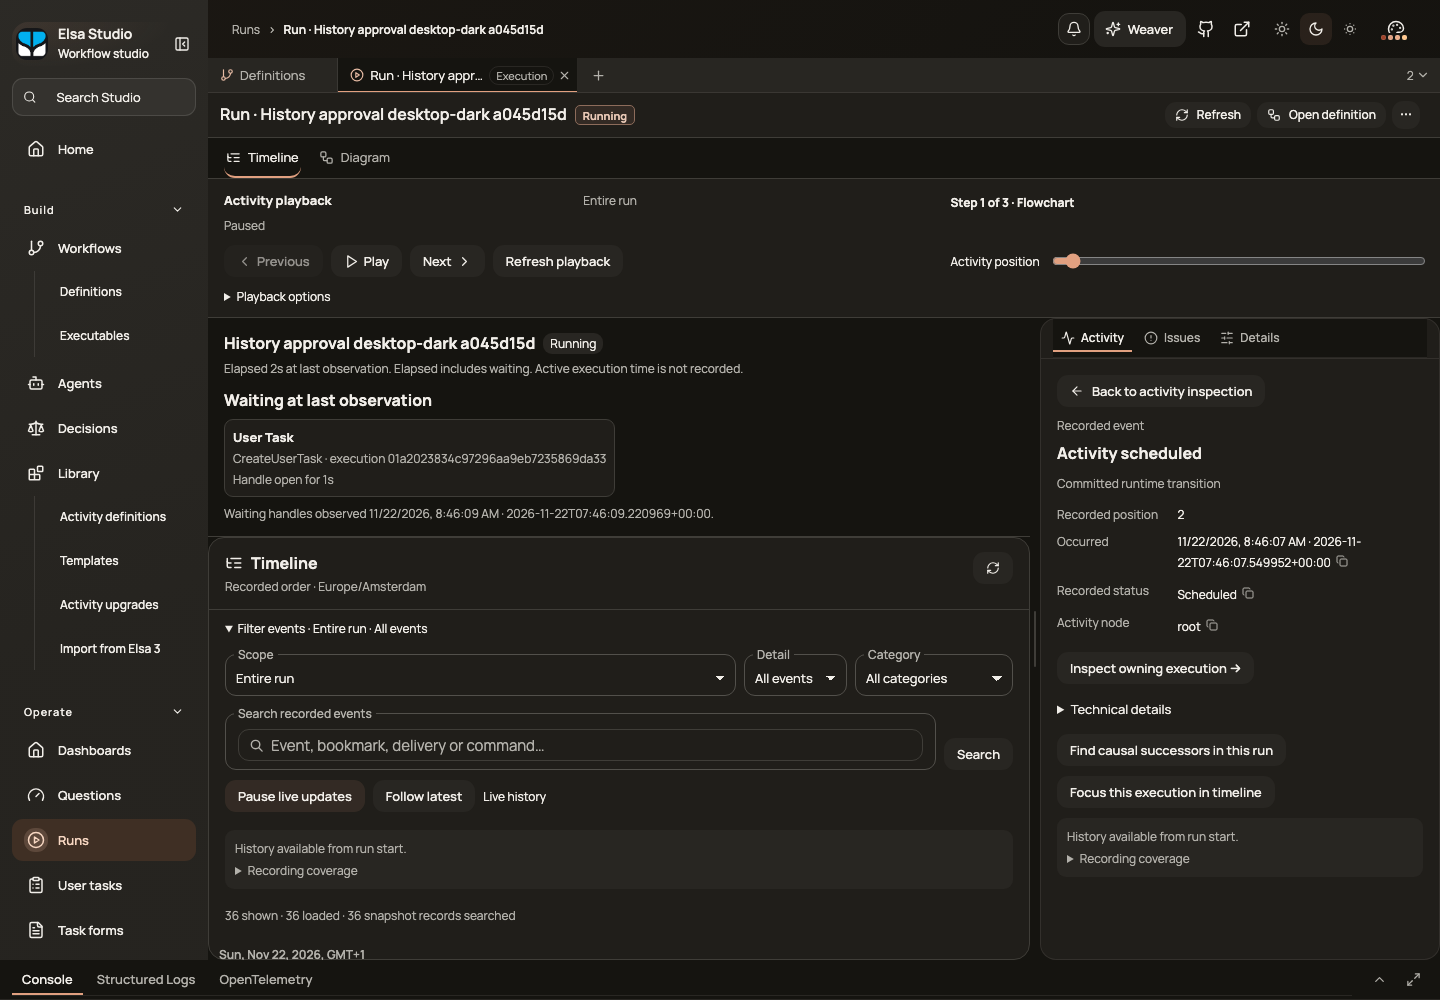 Elsa Studio
Workflow studio
Search Studio
Home
Build
Workflows
Definitions
Executables
Agents
Decisions
Library
Activity definitions
Templates
Activity upgrades
Import from Elsa 3
Operate
Dashboards
Questions
Runs
User tasks
Task forms
Runs › Run · History approval desktop-dark a045d15d
Weaver
Definitions
Run · History appr... Execution
2
Run · History approval desktop-dark a045d15d Running
Refresh
Open definition
Timeline
Diagram
Activity playback
Entire run
Step 1 of 3 · Flowchart
Paused
Previous
Play
Next
Refresh playback
Activity position
Playback options
History approval desktop-dark a045d15d Running
Elapsed 2s at last observation. Elapsed includes waiting. Active execution time is not recorded.
Waiting at last observation
User Task
CreateUserTask · execution 01a2023834c97296aa9eb7235869da33
Handle open for 1s
Waiting handles observed 11/22/2026, 8:46:09 AM · 2026-11-22T07:46:09.220969+00:00.
Timeline
Recorded order · Europe/Amsterdam
Filter events · Entire run · All events
Scope
Entire run
Detail
All events
Category
All categories
Search recorded events
Event, bookmark, delivery or command...
Search
Pause live updates
Follow latest
Live history
History available from run start.
Recording coverage
36 shown · 36 loaded · 36 snapshot records searched
Sun, Nov 22, 2026, GMT+1
Activity
Issues
Details
Back to activity inspection
Recorded event
Activity scheduled
Committed runtime transition
Recorded position 2
Occurred 11/22/2026, 8:46:07 AM · 2026-11-
22T07:46:07.549952+00:00
Recorded status Scheduled
Activity node root
Inspect owning execution →
Technical details
Find causal successors in this run
Focus this execution in timeline
History available from run start.
Recording coverage
Console
Structured Logs
OpenTelemetry